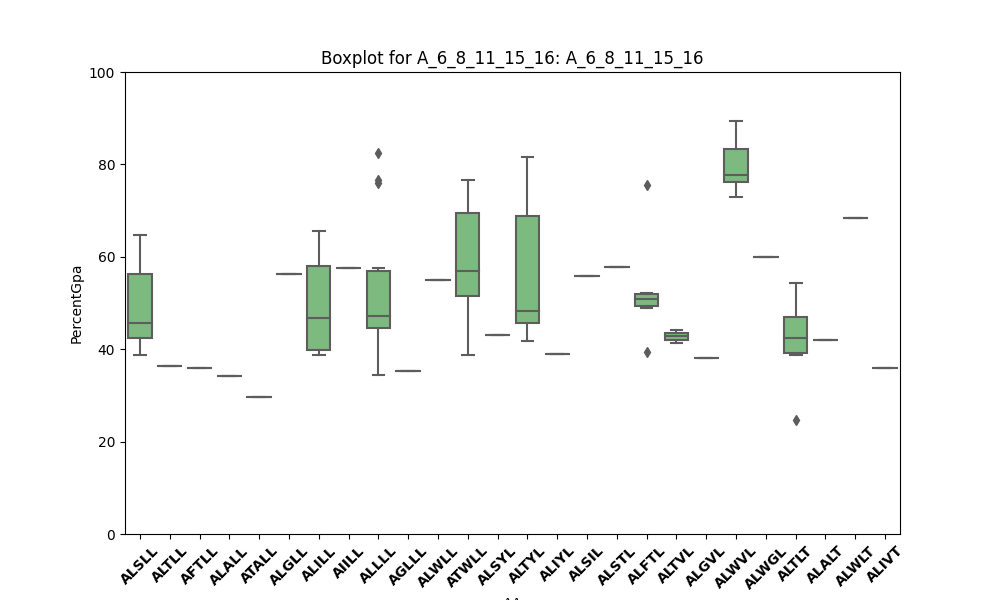 Boxplot for A_6_8_11_15_16: A_6_8_11_15_16
PercentGpa
100
80
60
40
20
0
ALSLL ALTLL AFTLL ALALL ATALL ALGLL ALILL AIILL ALLLL AGLLL ALWLL ATWLL ALSYL ALTYL ALIYL ALSIL ALSTL ALFTL ALTVL ALGVL ALWVL ALWGL ALTLT ALALT ALWLT ALIVT